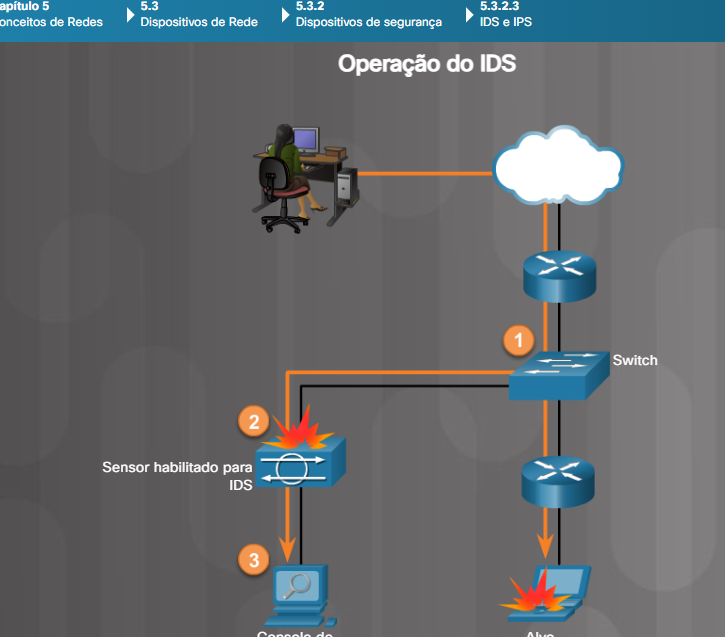 apítulo 5
onceitos de Redes
5.3
Dispositivos de Rede
5.3.2
Dispositivos de segurança
5.3.2.3
IDS e IPS
Operação do IDS
1
Switch
2
Sensor habilitado para
IDS
3
Console de
Alvo